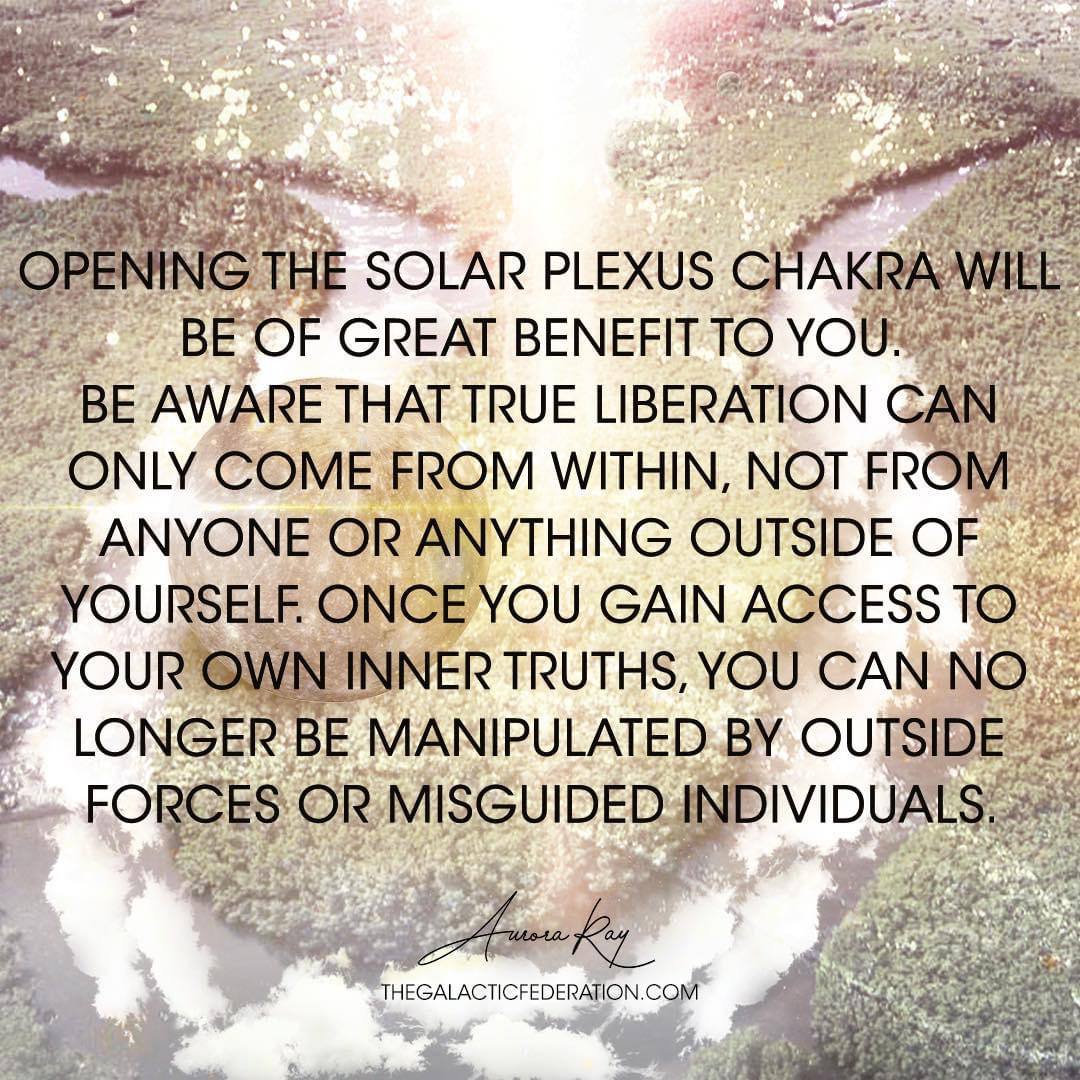 OPENING THE SOLAR PLEXUS CHAKRA WILL
BE OF GREAT BENEFIT TO YOU.
BE AWARE THAT TRUE LIBERATION CAN
ONLY COME FROM WITHIN, NOT FROM
ANYONE OR ANYTHING OUTSIDE OF
YOURSELF. ONCE YOU GAIN ACCESS TO
YOUR OWN INNER TRUTHS, YOU CAN NO
LONGER BE MANIPULATED BY OUTSIDE
FORCES OR MISGUIDED INDIVIDUALS.
Aurora Ray
THEGALACTICFEDERATION.COM